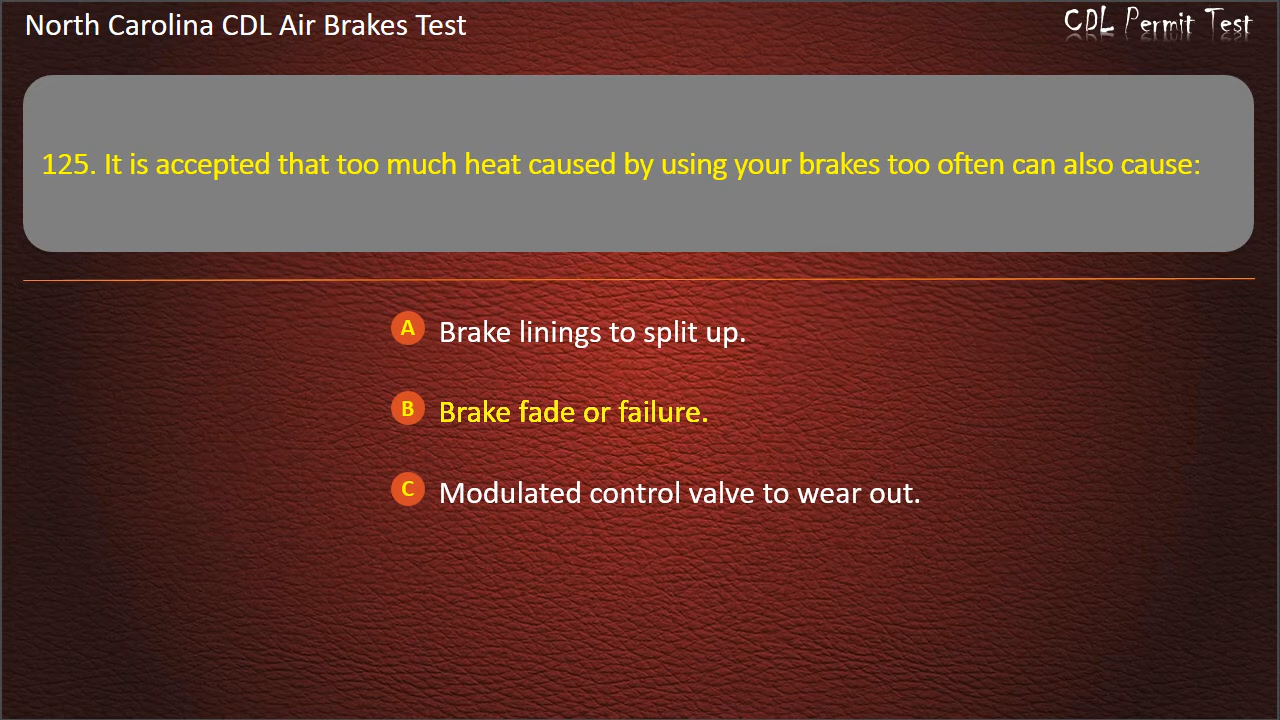 North Carolina CDL Air Brakes Test
CDL Permit Test
125. It is accepted that too much heat caused by using your brakes too often can also cause:
A Brake linings to split up.
B Brake fade or failure.
C Modulated control valve to wear out.